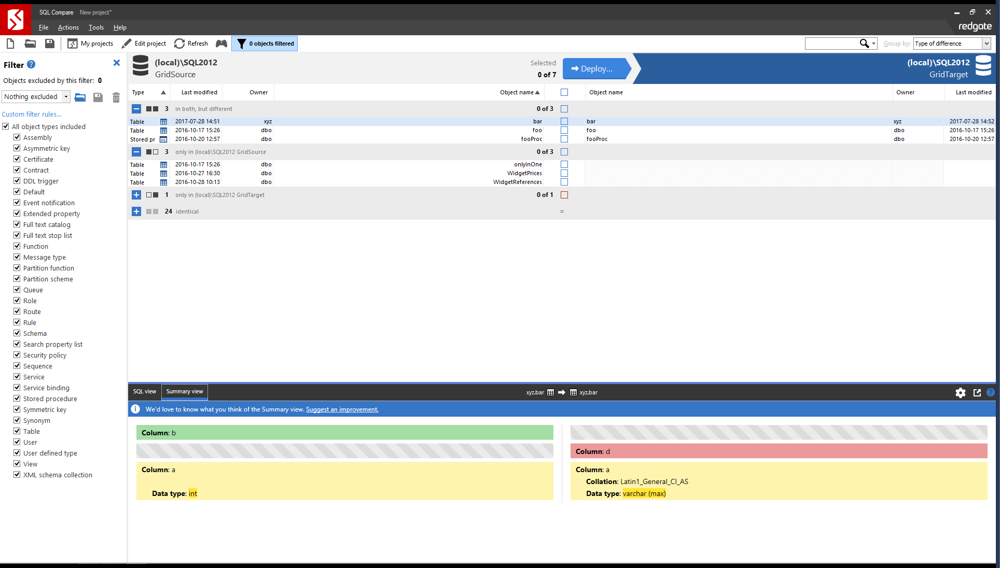 SQL Compare New project*
File Actions Tools Help
redgate
My projects Edit project Refresh 0 objects filtered Group by: Type of difference
Filter ?
Objects excluded by this filter: 0
Nothing excluded
Custom filter rules...
All object types included
Assembly
Asymmetric key
Certificate
Contract
DDL trigger
Default
Event notification
Extended property
Full text catalog
Full text stop list
Function
Message type
Partition function
Partition scheme
Queue
Role
Route
Rule
Schema
Search property list
Security policy
Sequence
Service
Service binding
Stored procedure
Symmetric key
Synonym
Table
User
User defined type
View
XML schema collection
(local)\SQL2012
GridSource
Selected
0 of 7
Deploy...
(local)\SQL2012
GridTarget
Type Last modified Owner Object name Object name Owner Last modified
3 in both, but different 0 of 3
Table 2017-07-28 14:51 xyz bar bar xyz 2017-07-28 14:52
Table 2016-10-17 15:26 dbo foo foo dbo 2016-10-17 15:26
Stored pr 2016-10-20 12:57 dbo fooProc fooProc dbo 2016-10-20 12:57
3 only in (local)\SQL2012 GridSource 0 of 3
Table 2016-10-17 15:26 dbo onlyInOne
Table 2016-10-27 16:30 dbo WidgetPrices
Table 2016-10-28 10:13 dbo WidgetReferences
1 only in (local)\SQL2012 GridTarget 0 of 1
24 identical =
SQL view Summary view xyz.bar xyz.bar ?
We'd love to know what you think of the Summary view. Suggest an improvement.
Column: b
Column: d
Column: a
Data type: int
Column: a
Collation: Latin1_General_CI_AS
Data type: varchar (max)